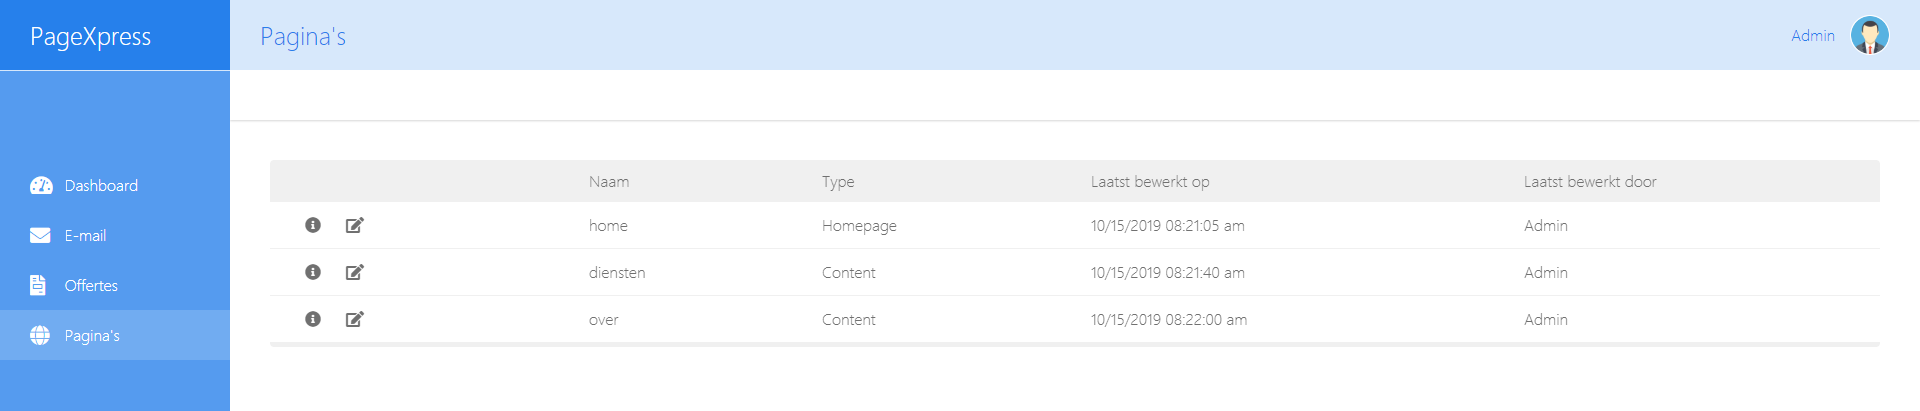 PageXpress
Pagina's
Admin
Dashboard
E-mail
Offertes
Pagina's
Naam Type Laatst bewerkt op Laatst bewerkt door
home Homepage 10/15/2019 08:21:05 am Admin
diensten Content 10/15/2019 08:21:40 am Admin
over Content 10/15/2019 08:22:00 am Admin